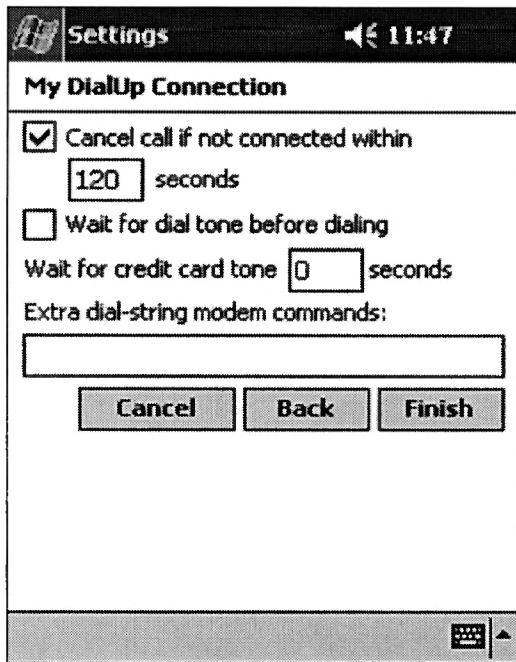 Settings 11:47
My DialUp Connection
Cancel call if not connected within
120 seconds
Wait for dial tone before dialing
Wait for credit card tone 0 seconds
Extra dial-string modem commands:
Cancel Back Finish